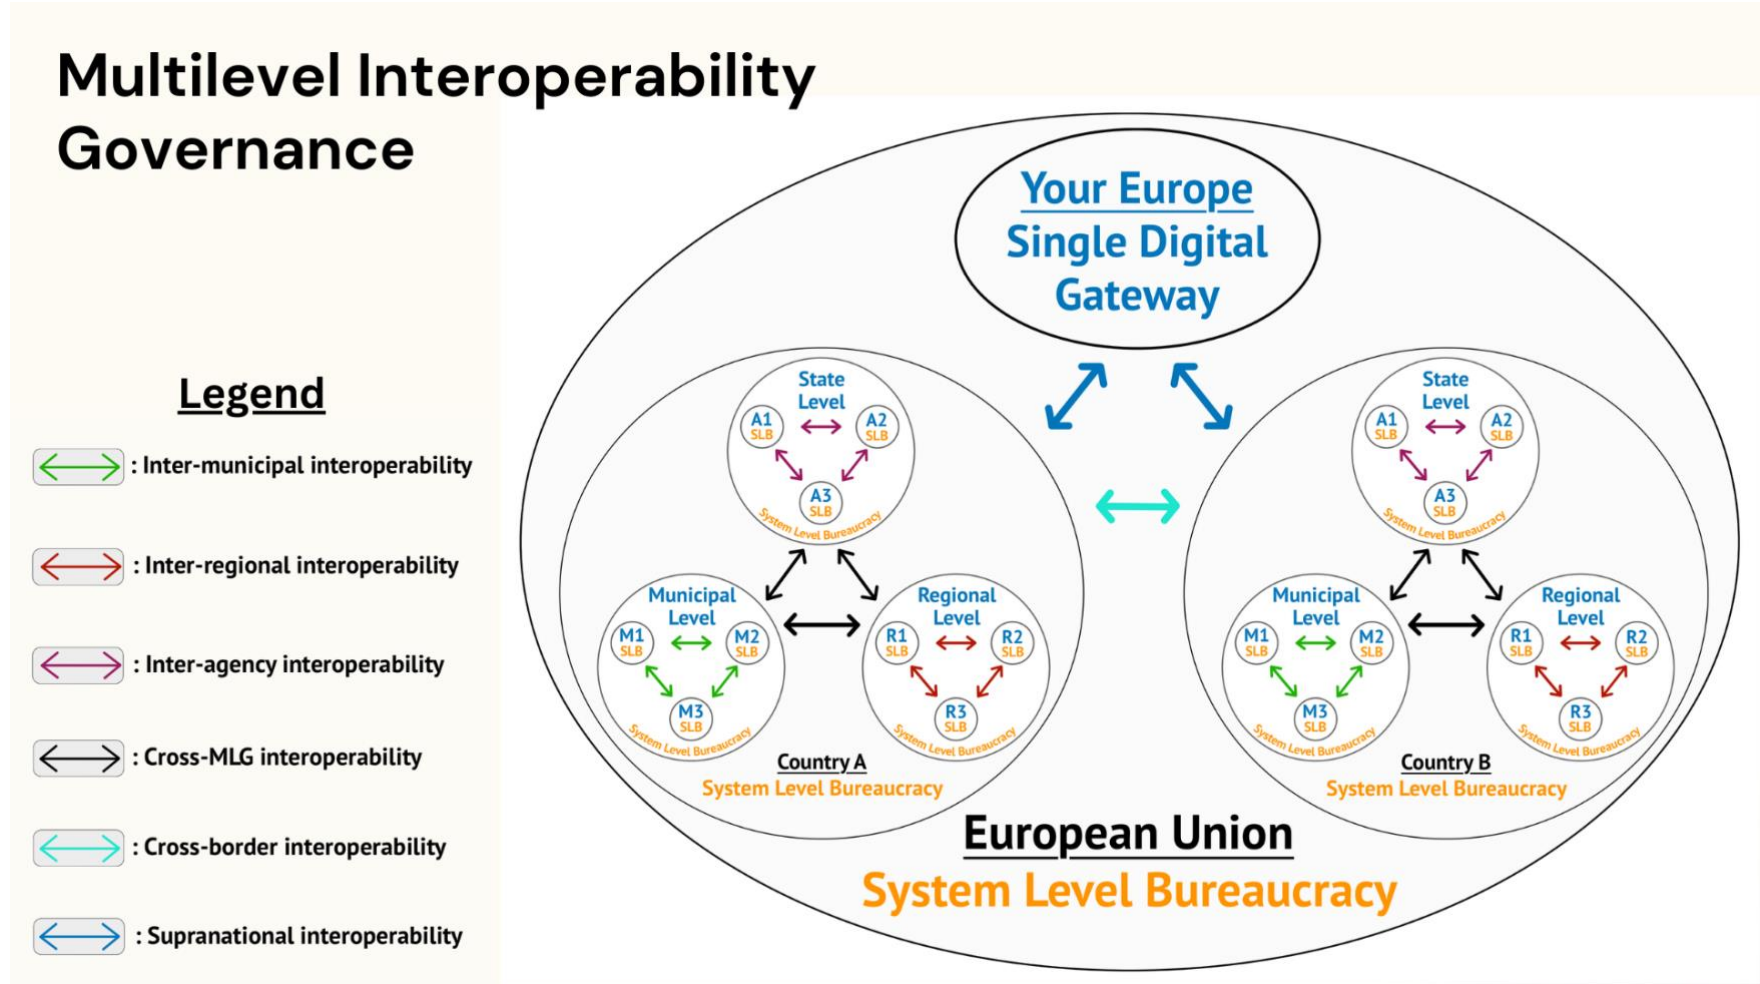 Multilevel Interoperability
Governance
Legend
: Inter-municipal interoperability
: Inter-regional interoperability
: Inter-agency interoperability
: Cross-MLG interoperability
: Cross-border interoperability
: Supranational interoperability
Your Europe
Single Digital
Gateway
State
Level
A1
SLB
A2
SLB
A3
SLB
System Level Bureaucracy
Municipal
Level
M1
SLB
M2
SLB
M3
SLB
System Level Bureaucracy
Regional
Level
R1
SLB
R2
SLB
R3
SLB
System Level Bureaucracy
Country A
System Level Bureaucracy
State
Level
A1
SLB
A2
SLB
A3
SLB
System Level Bureaucracy
Municipal
Level
M1
SLB
M2
SLB
M3
SLB
System Level Bureaucracy
Regional
Level
R1
SLB
R2
SLB
R3
SLB
System Level Bureaucracy
Country B
System Level Bureaucracy
European Union
System Level Bureaucracy